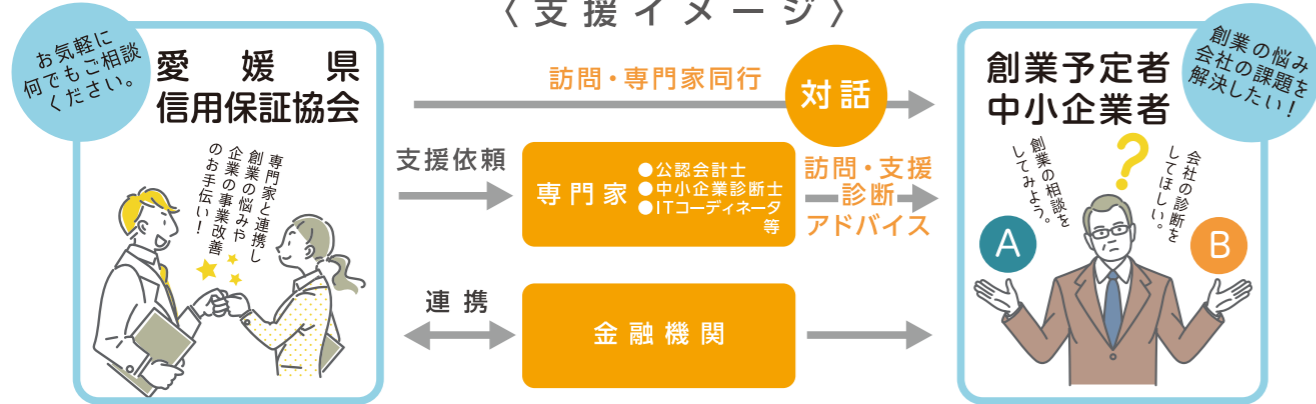 〈支援イメージ〉
お気軽に
何でもご相談
ください。
愛媛県
信用保証協会
専門家と連携し
創業の悩みや
企業の事業改善
のお手伝い！
訪問・専門家同行
対話
支援依頼
専門家
●公認会計士
●中小企業診断士
●ITコーディネータ
等
訪問・支援
診断
アドバイス
連携
金融機関
創業予定者
中小企業者
創業の悩み
会社の課題を
解決したい！
創業の相談を
してみよう。
?
会社の診断を
してほしい。
A
B